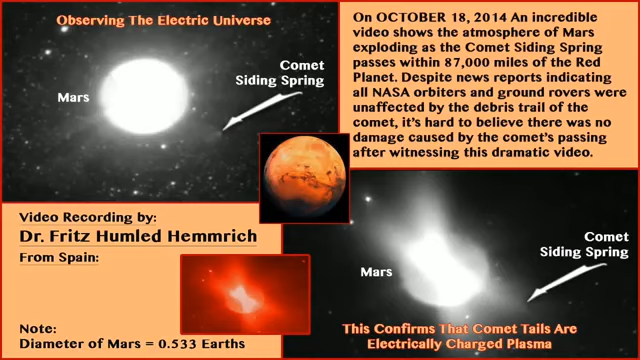 Observing The Electric Universe
Comet
Siding Spring
Mars
On OCTOBER 18, 2014 An incredible
video shows the atmosphere of Mars
exploding as the Comet Siding Spring
passes within 87,000 miles of the Red
Planet. Despite news reports indicating
all NASA orbiters and ground rovers were
unaffected by the debris trail of the
comet, it's hard to believe there was no
damage caused by the comet's passing
after witnessing this dramatic video.
Video Recording by:
Dr. Fritz Humled Hemmrich
From Spain:
Note:
Diameter of Mars = 0.533 Earths
Comet
Siding Spring
Mars
This Confirms That Comet Tails Are
Electrically Charged Plasma